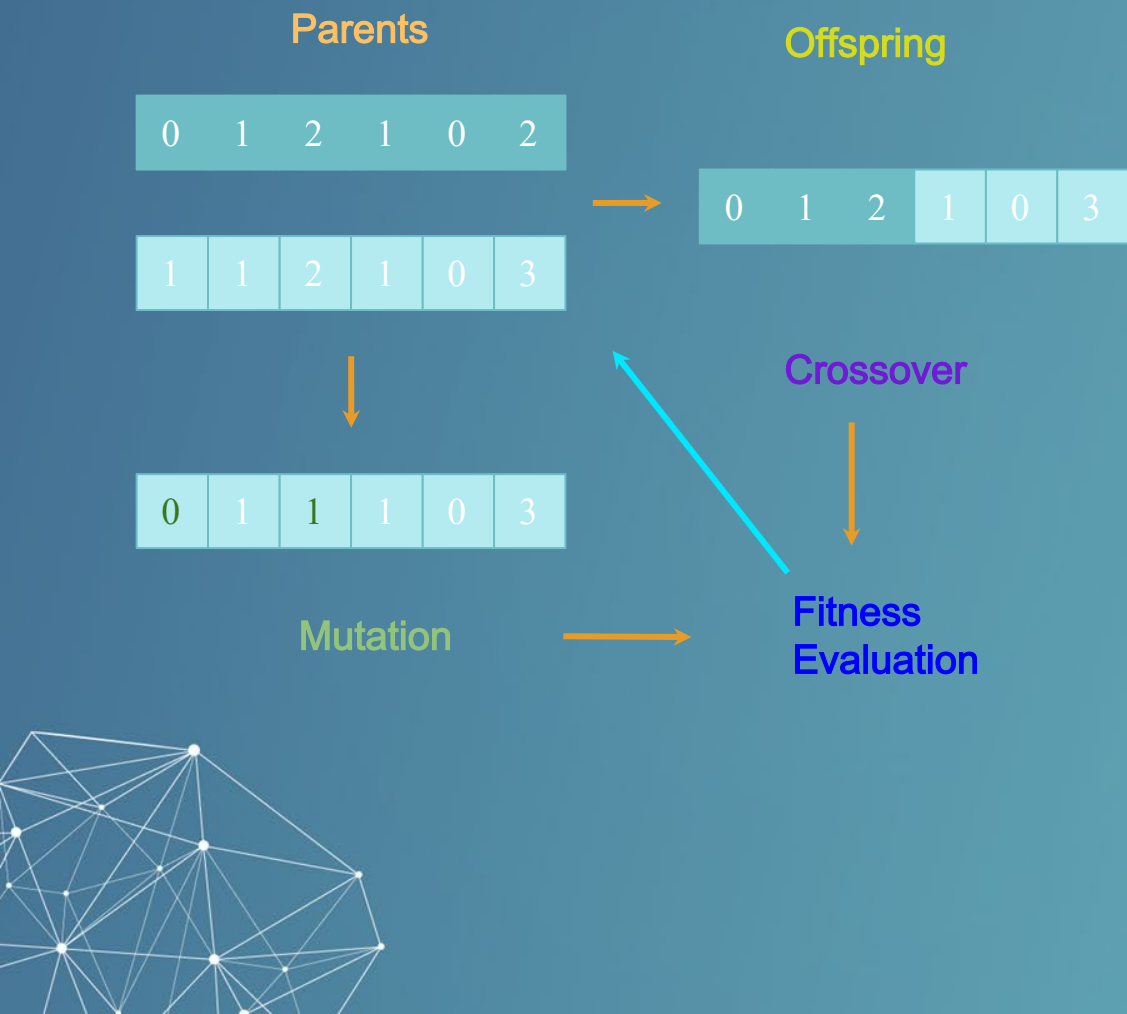 Parents
Offspring
0 1 2 1 0 2
0 1 2 1 0 3
1 1 2 1 0 3
Crossover
0 1 1 1 0 3
Mutation
Fitness
Evaluation